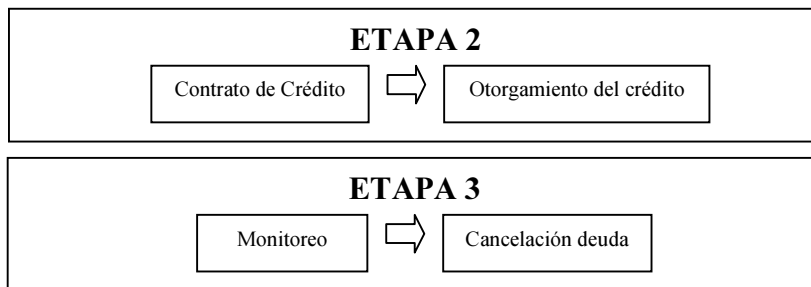 ETAPA 2
Contrato de Crédito
Otorgamiento del crédito
ETAPA 3
Monitoreo
Cancelación deuda